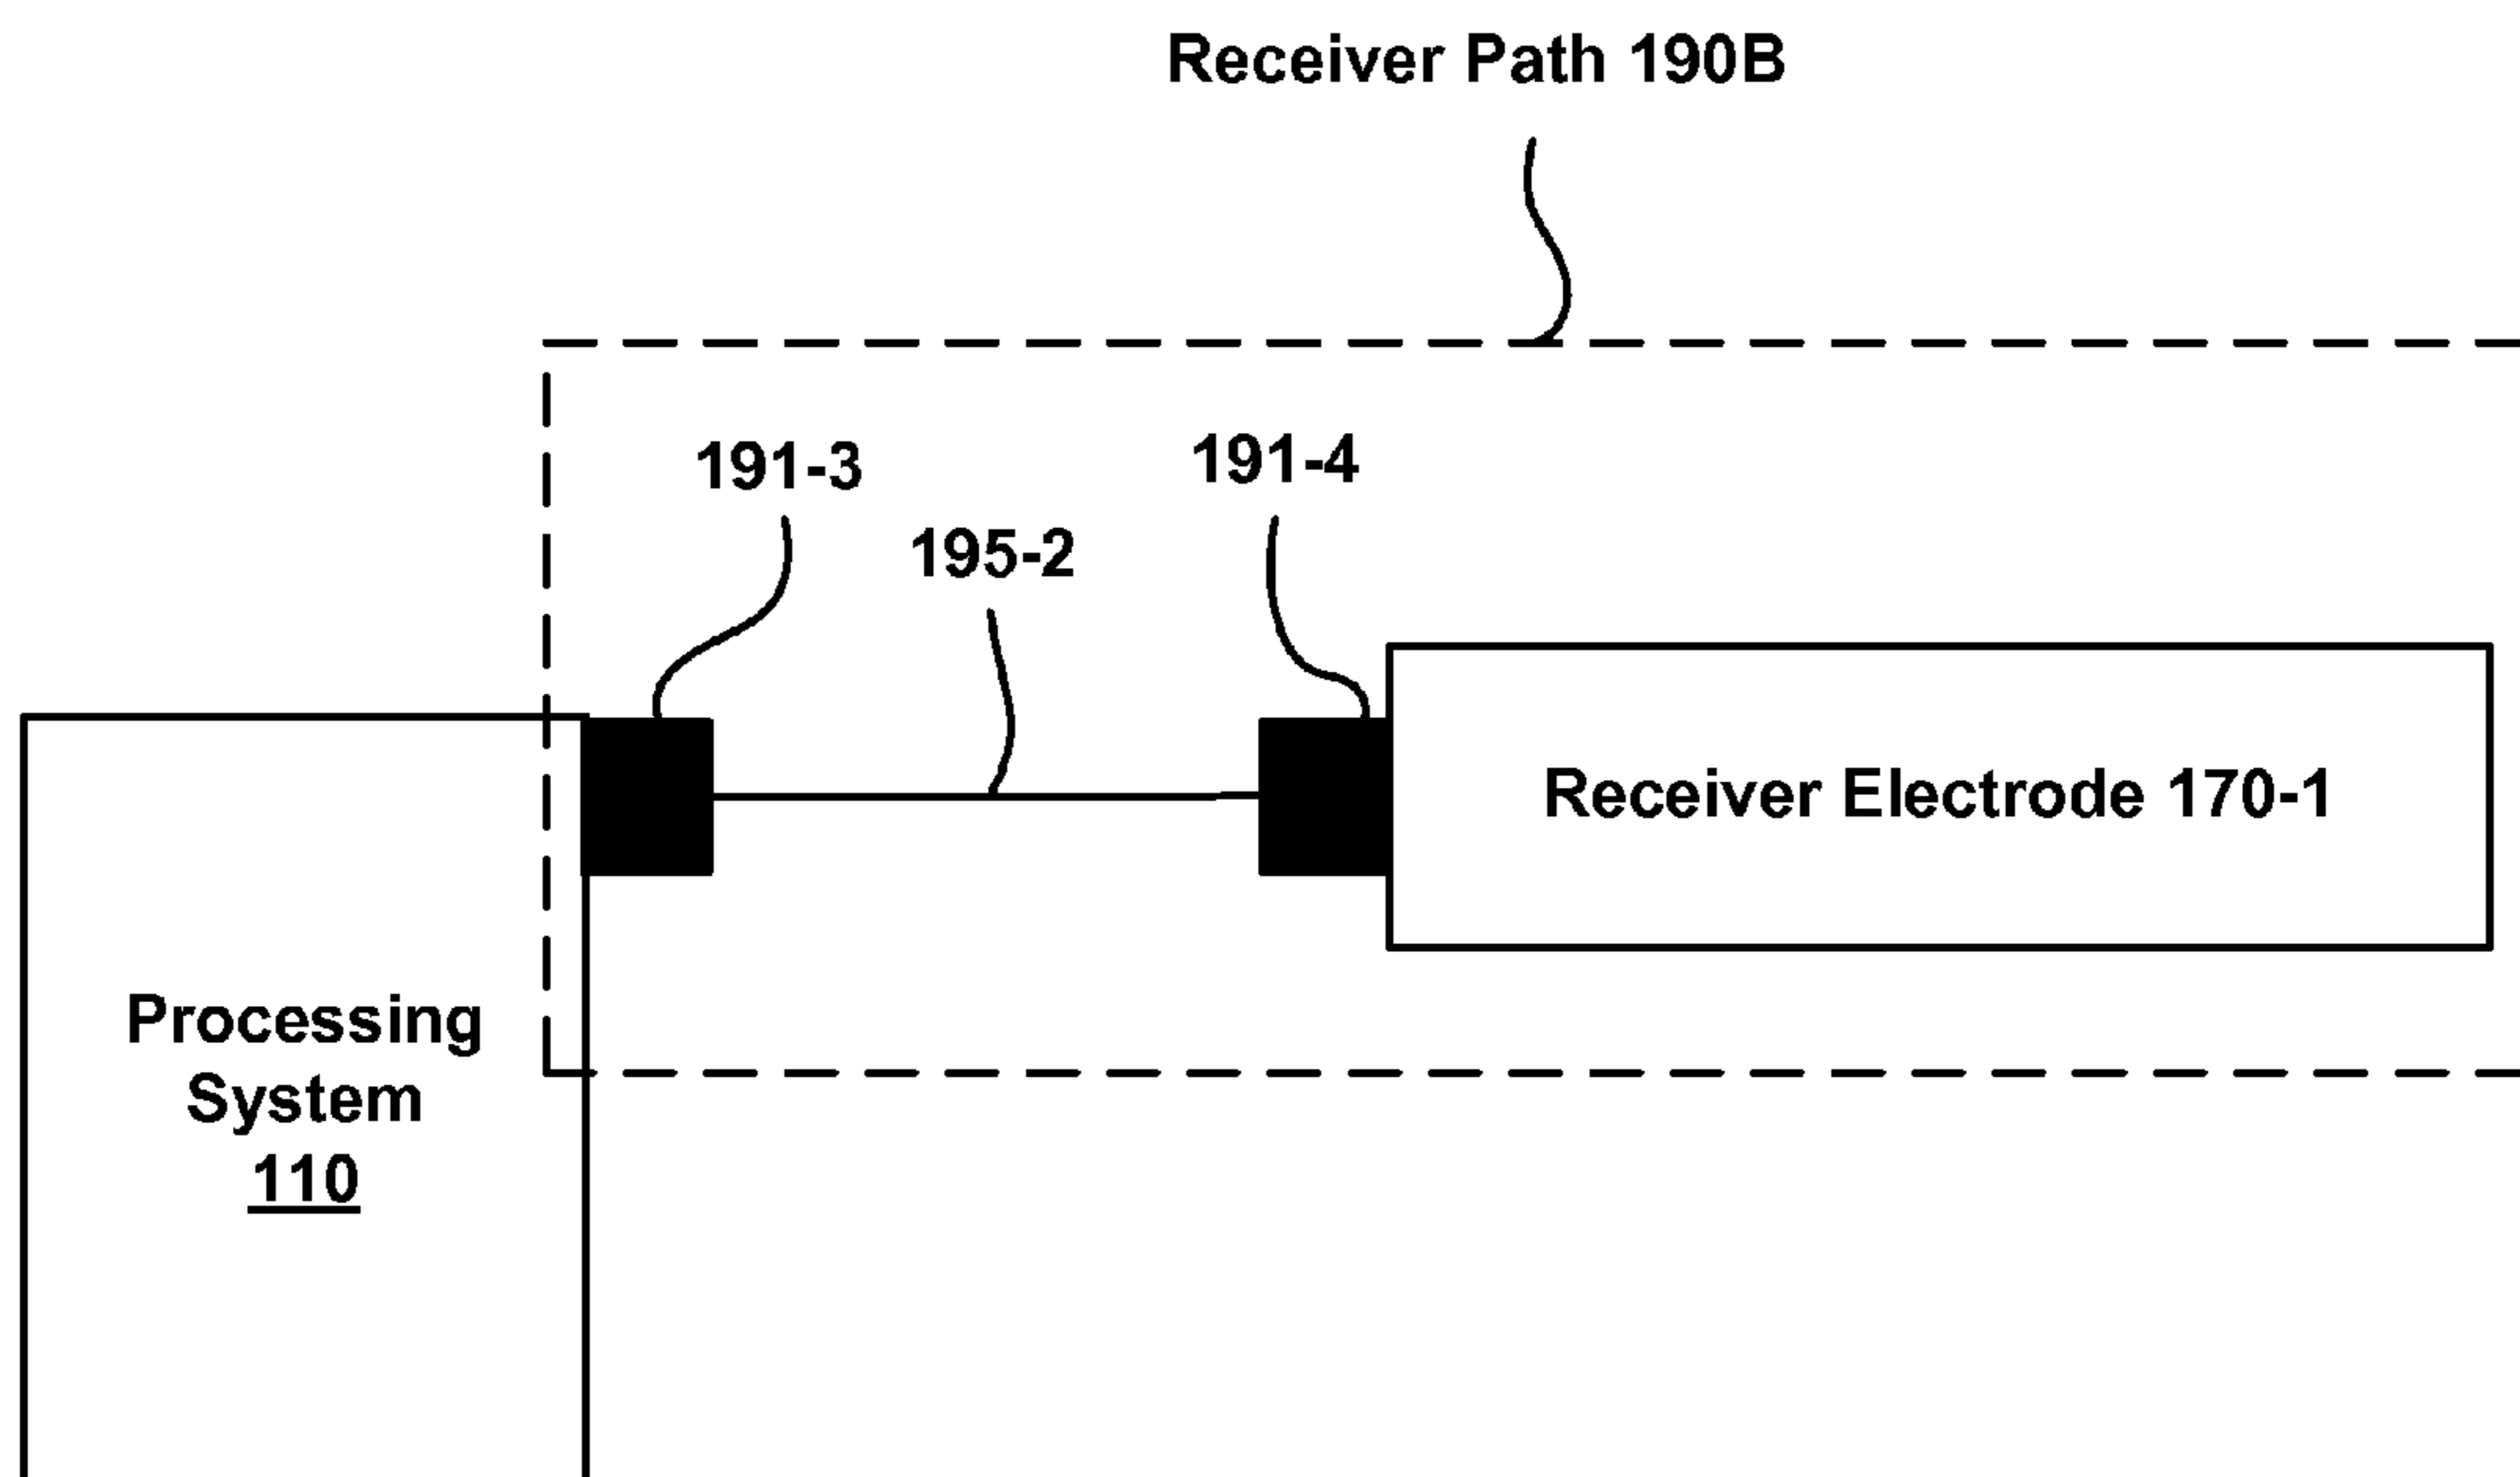 Receiver Path 190B
191-3
191-4
195-2
Receiver Electrode 170-1
Processing
System
110